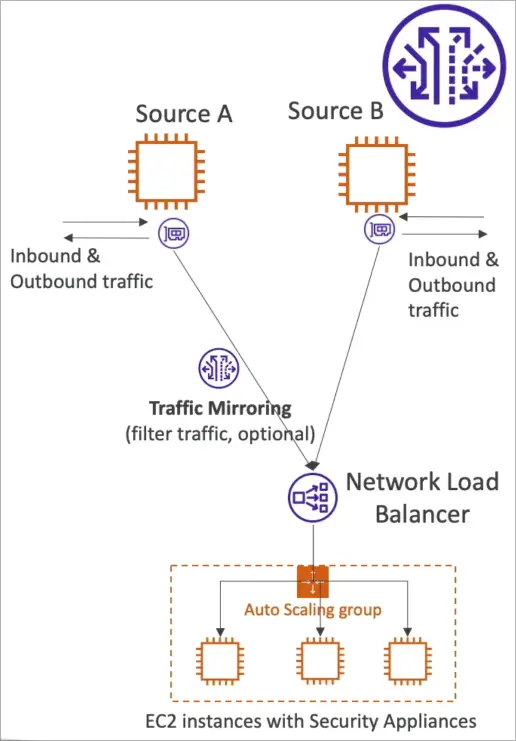 Source A
Source B
Inbound &
Outbound traffic
Inbound &
Outbound
traffic
Traffic Mirroring
(filter traffic, optional)
Network Load
Balancer
Auto Scaling group
EC2 instances with Security Appliances